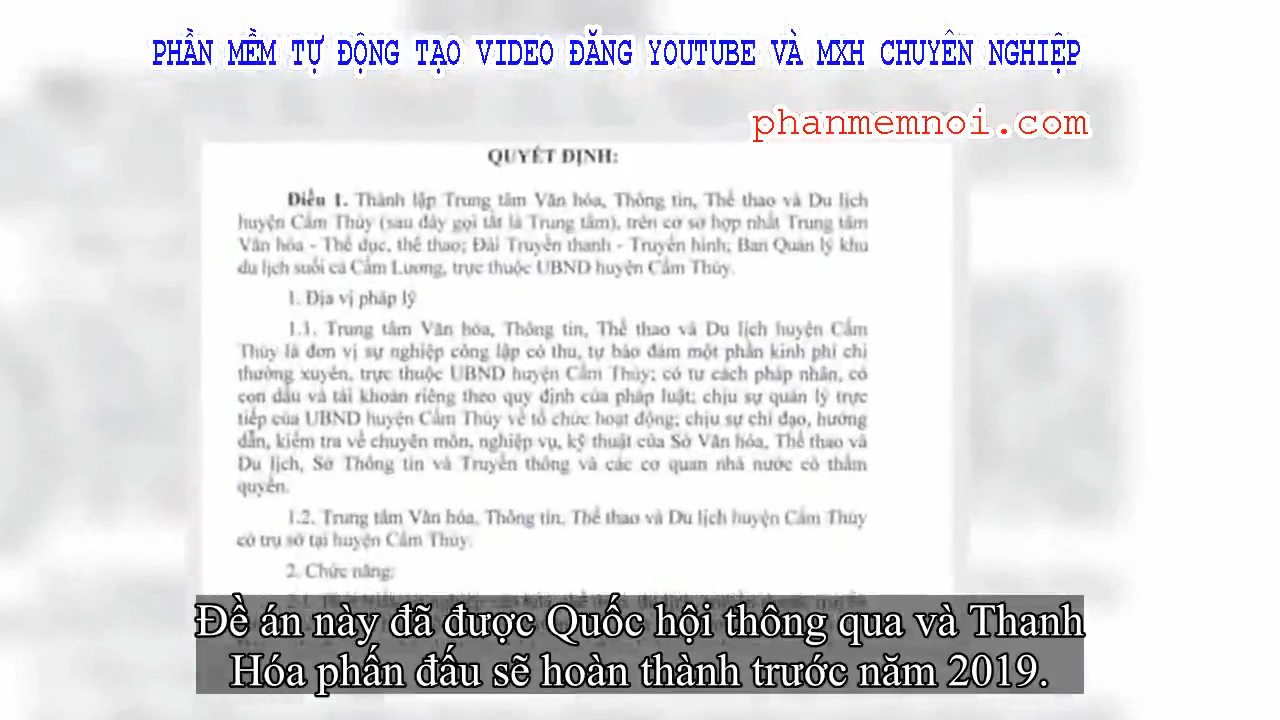 PHẦN MỀM TỰ ĐỘNG TẠO VIDEO ĐĂNG YOUTUBE VÀ MXH CHUYÊN NGHIỆP
phanmemnoi.com
QUYẾT ĐỊNH:
Điều 1. Thành lập Trung tâm Văn hóa, Thông tin, Thể thao và Du lịch
huyện Cẩm Thủy (sau đây gọi tắt là Trung tâm), trên cơ sở hợp nhất Trung tâm
Văn hóa - Thể dục, thể thao; Đài Truyền thanh - Truyền hình; Ban Quản lý khu
du lịch suối cá Cẩm Lương, trực thuộc UBND huyện Cẩm Thủy.
1. Địa vị pháp lý
1.1. Trung tâm Văn hóa, Thông tin, Thể thao và Du lịch huyện Cẩm
Thủy là đơn vị sự nghiệp công lập có thu, tự bảo đảm một phần kinh phí chi
thường xuyên, trực thuộc UBND huyện Cẩm Thủy; có tư cách pháp nhân, có
con dấu và tài khoản riêng theo quy định của pháp luật; chịu sự quản lý trực
tiếp của UBND huyện Cẩm Thủy về tổ chức hoạt động; chịu sự chỉ đạo, hướng
dẫn, kiểm tra về chuyên môn, nghiệp vụ, kỹ thuật của Sở Văn hóa, Thể thao và
Du lịch, Sở Thông tin và Truyền thông và các cơ quan nhà nước có thẩm
quyền.
1.2. Trung tâm Văn hóa, Thông tin, Thể thao và Du lịch huyện Cẩm Thủy
có trụ sở tại huyện Cẩm Thủy.
2. Chức năng:
Đề án này đã được Quốc hội thông qua và Thanh
Hóa phấn đấu sẽ hoàn thành trước năm 2019.